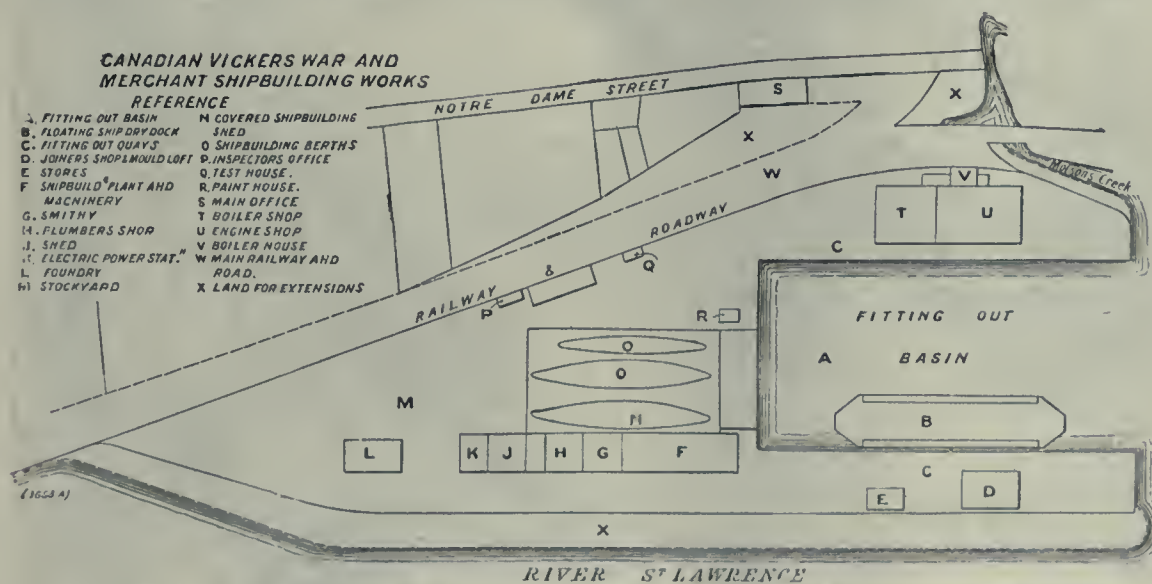 CANADIAN VICKERS WAR AND
MERCHANT SHIPBUILDING WORKS
REFERENCE
A. FITTING OUT BASIN
B. FLOATING SHIP DRY DOCK
C. FITTING OUT QUAYS
D. JOINERS SHOP & MOULD LOFT
E STORES
F SHIPBUILDG PLANT AND
MACHINERY
G. SMITHY
H. PLUMBERS SHOP
J. SHED
K. ELECTRIC POWER STAT.N
L FOUNDRY
M STOCKYARD
N COVERED SHIPBUILDING
SHED
O SHIPBUILDING BERTHS
P. INSPECTORS OFFICE
Q. TEST HOUSE.
R. PAINT HOUSE.
S MAIN OFFICE
T BOILER SHOP
U ENGINE SHOP
V BOILER HOUSE
W MAIN RAILWAY AND
ROAD.
X LAND FOR EXTENSIONS
NOTRE DAME STREET
S
X
X
W
V
Molsons Creek
T
U
RAILWAY & ROADWAY
C
Q
P
R
FITTING OUT
BASIN
A
O
O
N
M
B
L
K
J
H
G
F
C
E
D
(1653 A)
X
RIVER ST LAWRENCE